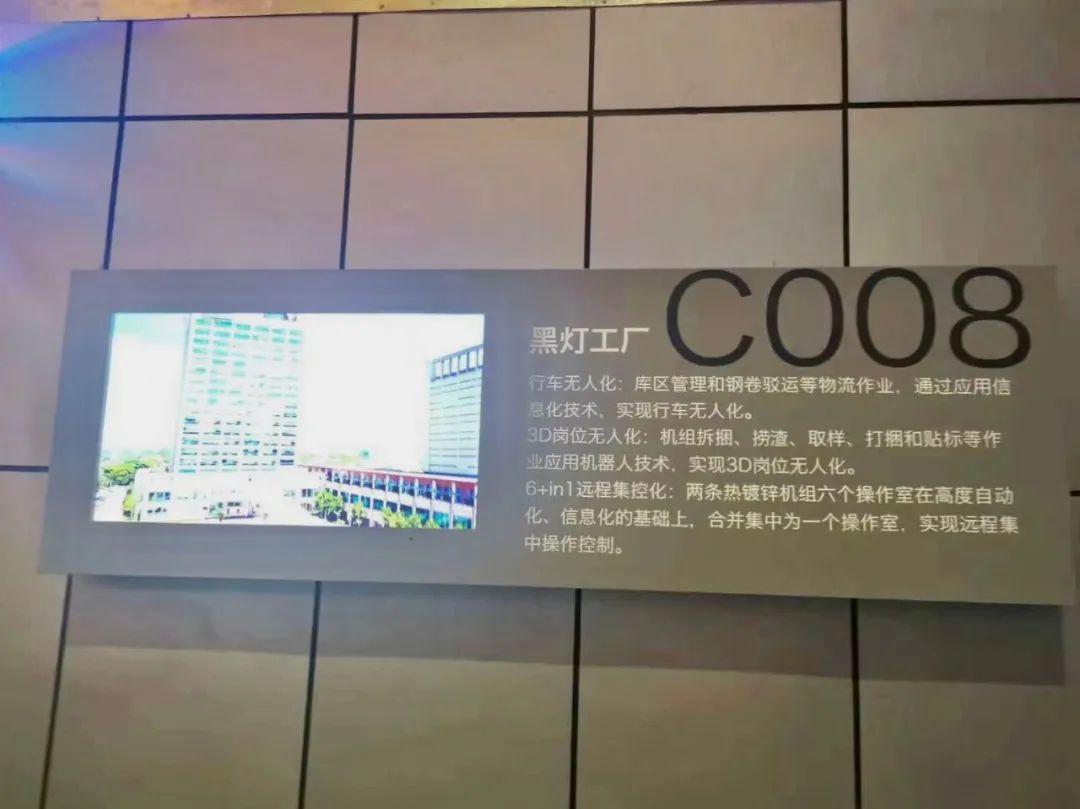 C008
黑灯工厂
行车无人化：库区管理和钢卷驳运等物流作业，通过应用信
息化技术，实现行车无人化。
3D岗位无人化：机组拆捆、捞渣、取样、打捆和贴标等作
业应用机器人技术，实现3D岗位无人化。
6+in1远程集控化：两条热镀锌机组六个操作室在高度自动
化、信息化的基础上，合并集中为一个操作室，实现远程集
中操作控制。